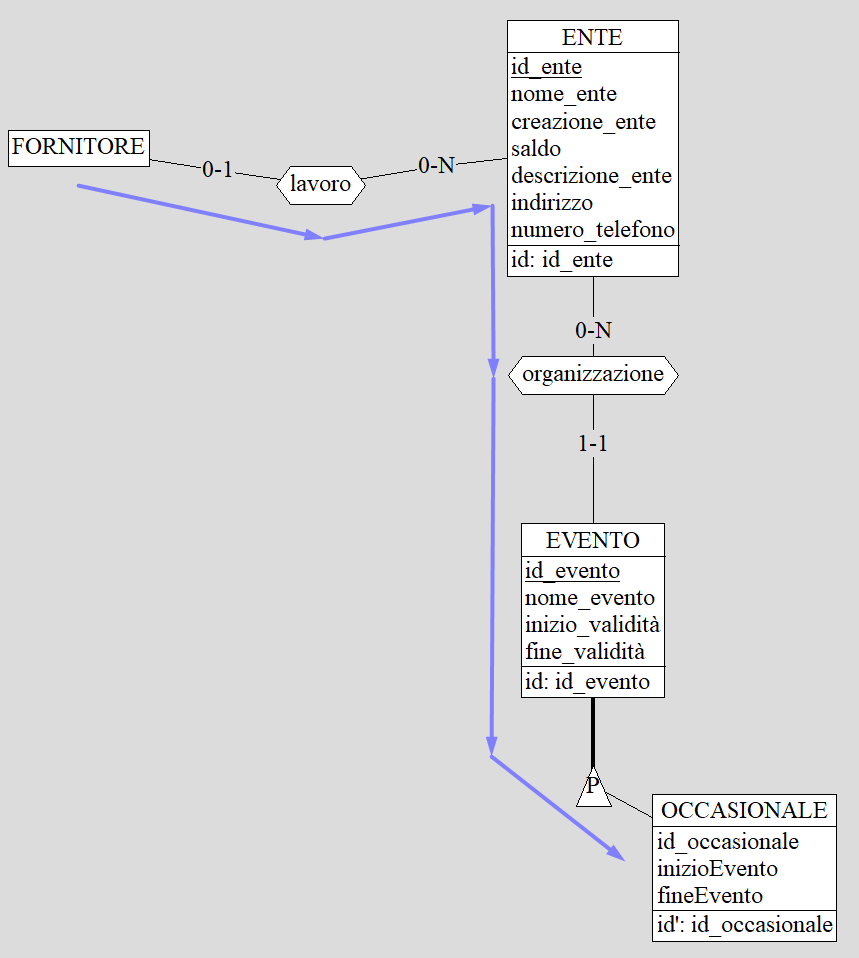 ENTE
id_ente
nome_ente
creazione_ente
saldo
descrizione_ente
indirizzo
numero_telefono
id: id_ente
FORNITORE
0-1
lavoro
0-N
0-N
organizzazione
1-1
EVENTO
id_evento
nome_evento
inizio_validità
fine_validità
id: id_evento
P
OCCASIONALE
id_occasionale
inizioEvento
fineEvento
id': id_occasionale